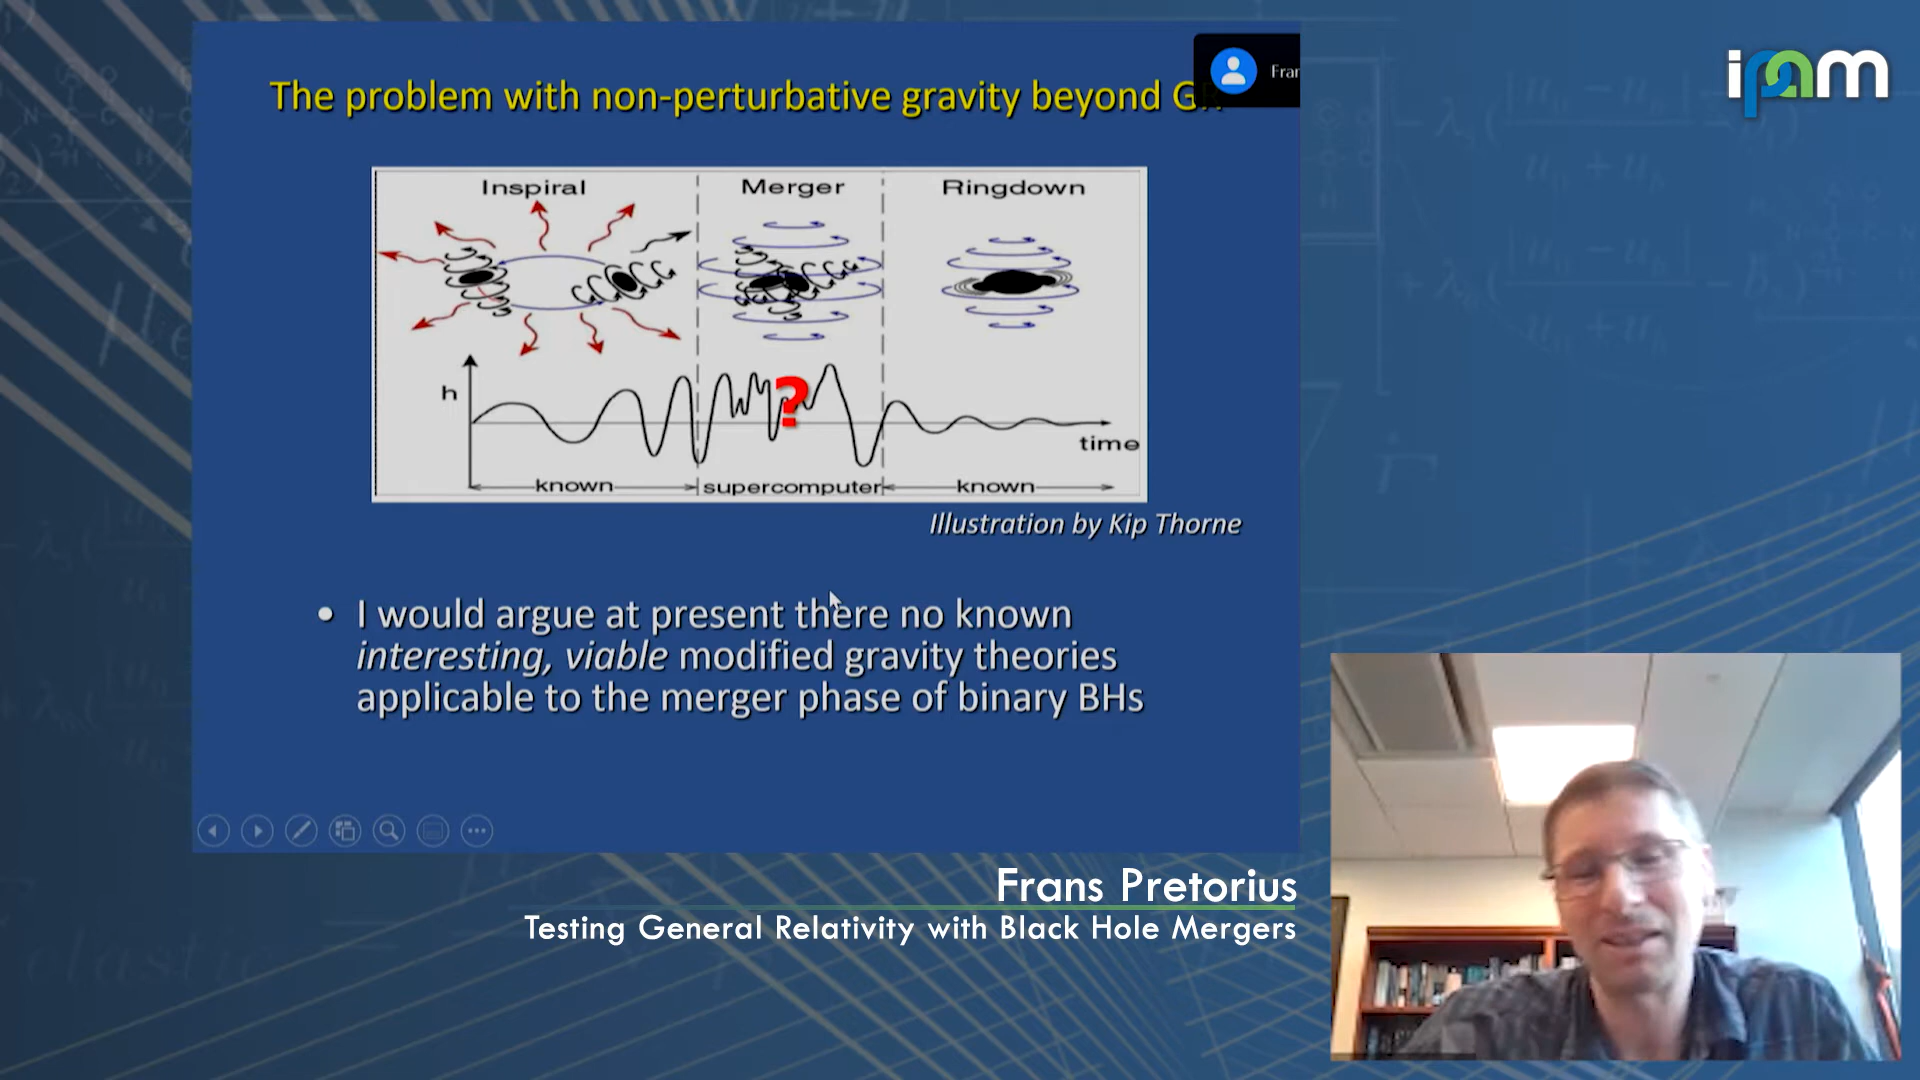 The problem with non-perturbative gravity beyond GR
Fran
ipam
Inspiral
Merger
Ringdown
h
?
time
known
supercomputer
known
Illustration by Kip Thorne
• I would argue at present there no known
interesting, viable modified gravity theories
applicable to the merger phase of binary BHs
Frans Pretorius
Testing General Relativity with Black Hole Mergers